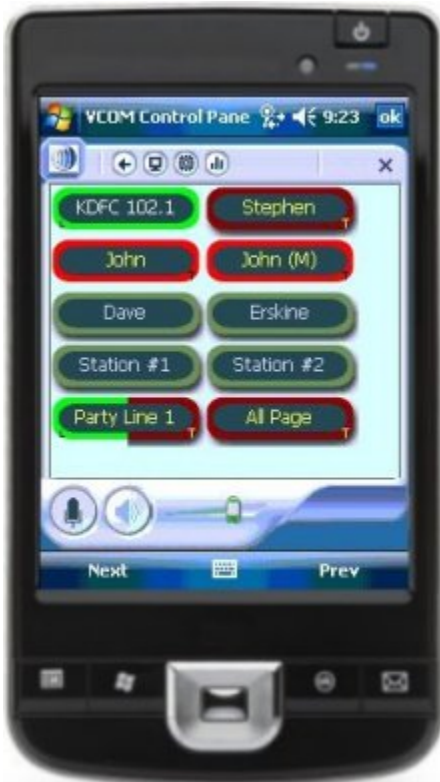 VCOM Control Pane 9:23 ok
KDFC 102.1 Stephen
John John (M)
Dave Erskine
Station #1 Station #2
Party Line 1 All Page
Next Prev